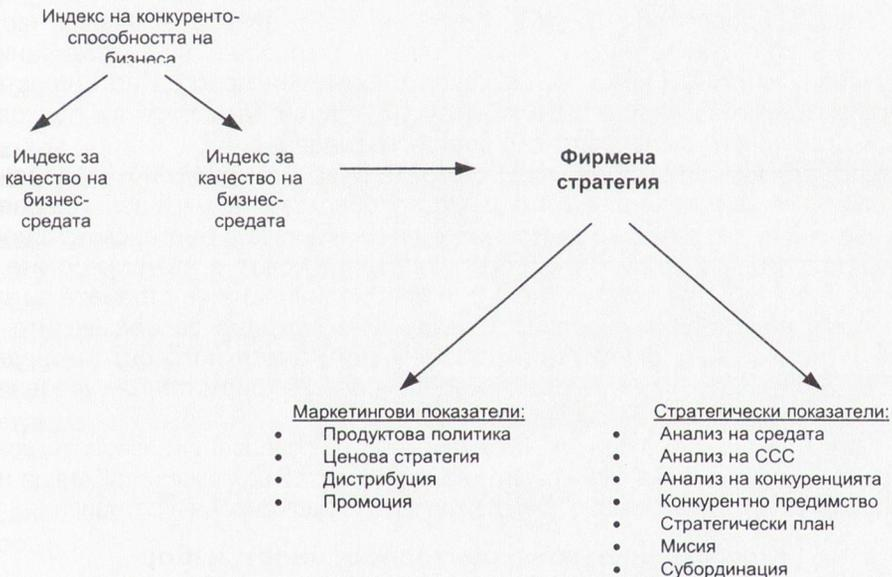 Индекс на конкуренто-
способността на
бизнеса
Индекс за
качество на
бизнес-
средата
Индекс за
качество на
бизнес-
средата
Фирмена
стратегия
Маркетингови показатели:
• Продуктова политика
• Ценова стратегия
• Дистрибуция
• Промоция
Стратегически показатели:
• Анализ на средата
• Анализ на ССС
• Анализ на конкуренцията
• Конкурентно предимство
• Стратегически план
• Мисия
• Субординация